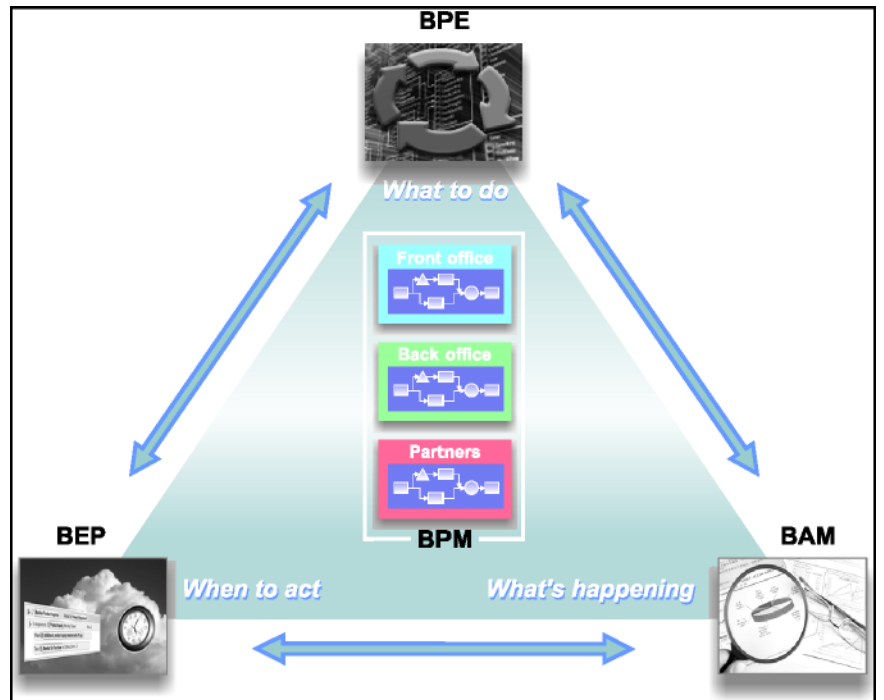 BPE
What to do
Front office
Back office
Partners
BPM
BEP
BAM
When to act
What's happening